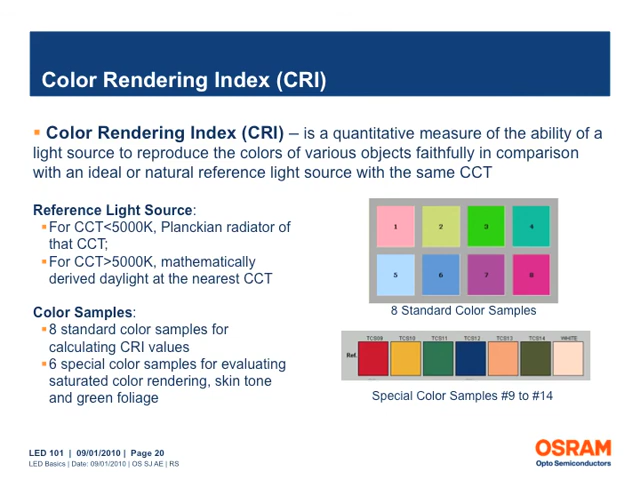 Color Rendering Index (CRI)
Color Rendering Index (CRI) – is a quantitative measure of the ability of a
light source to reproduce the colors of various objects faithfully in comparison
with an ideal or natural reference light source with the same CCT
Reference Light Source:
For CCT<5000K, Planckian radiator of
that CCT;
For CCT>5000K, mathematically
derived daylight at the nearest CCT
Color Samples:
8 standard color samples for
calculating CRI values
6 special color samples for evaluating
saturated color rendering, skin tone
and green foliage
1 2 3 4
5 6 7 8
8 Standard Color Samples
TCS09 TCS10 TCS11 TCS12 TCS13 TCS14 WHITE
Ref.
Special Color Samples #9 to #14
LED 101 | 09/01/2010 | Page 20
LED Basics | Date: 09/01/2010 | OS SJ AE | RS
OSRAM
Opto Semiconductors